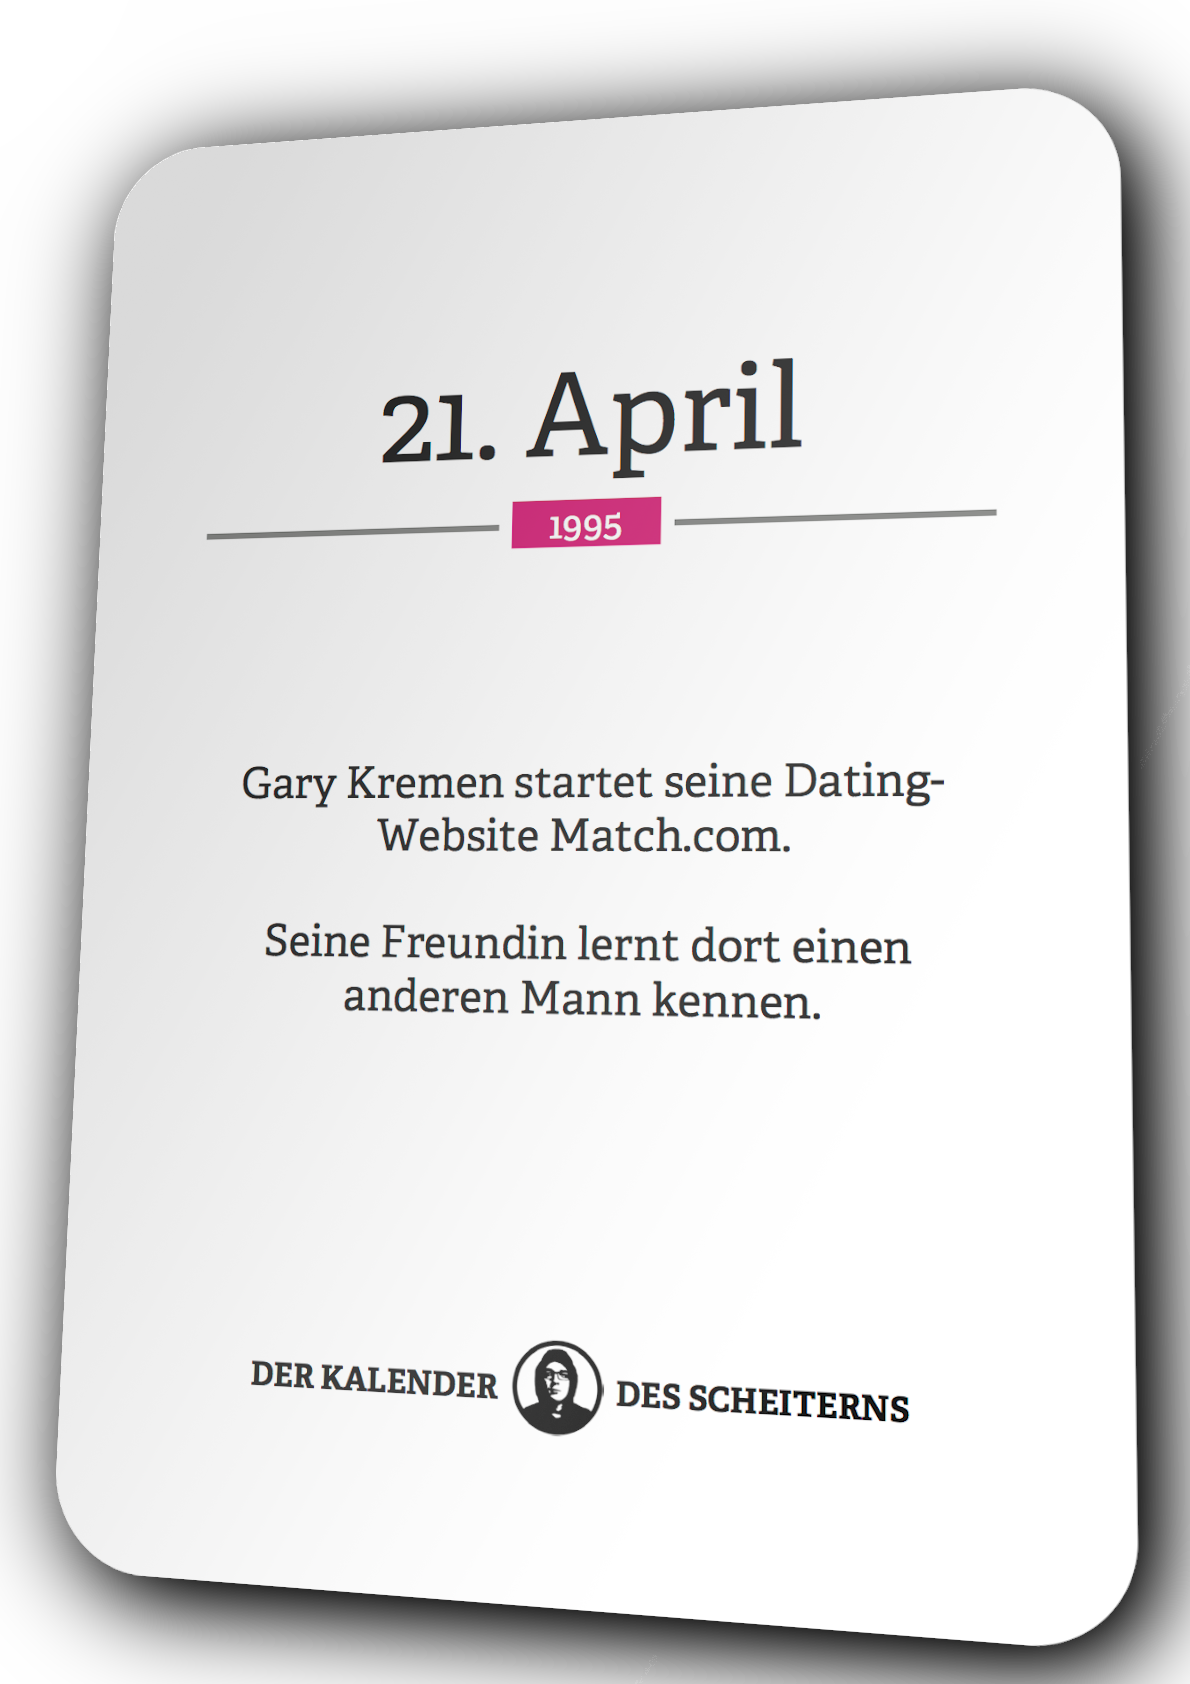 21. April
1995
Gary Kremen startet seine Dating-
Website Match.com.
Seine Freundin lernt dort einen
anderen Mann kennen.
DER KALENDER DES SCHEITERNS